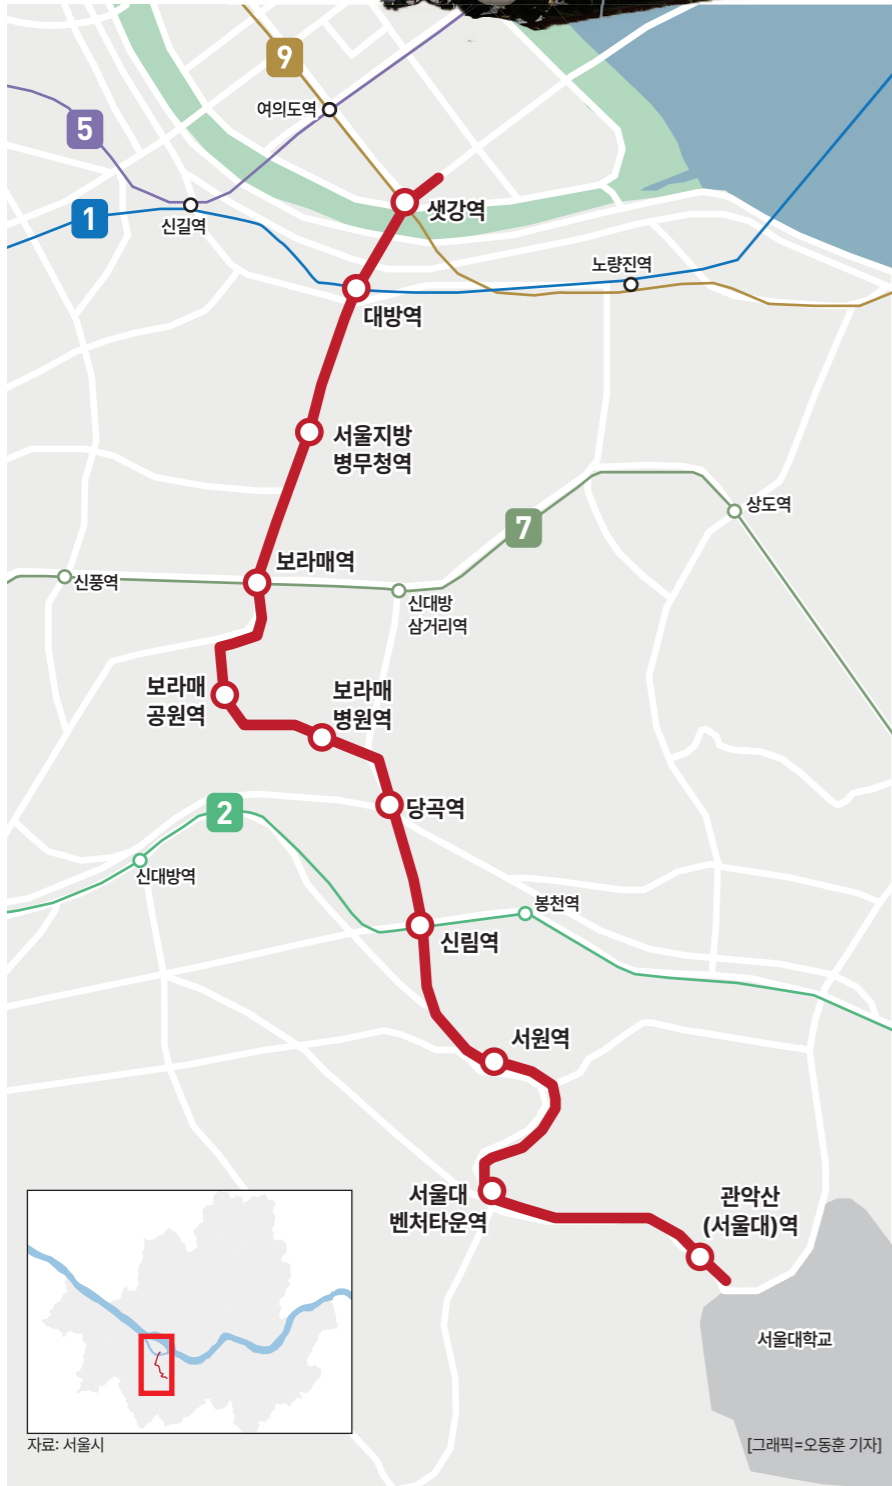 9
여의도역
5
1
신길역
샛강역
노량진역
대방역
서울지방
병무청역
7
상도역
보라매역
신풍역
신대방
삼거리역
보라매
공원역
보라매
병원역
2
당곡역
신대방역
봉천역
신림역
서원역
서울대
벤처타운역
관악산
(서울대)역
서울대학교
자료: 서울시
[그래픽=오동훈 기자]